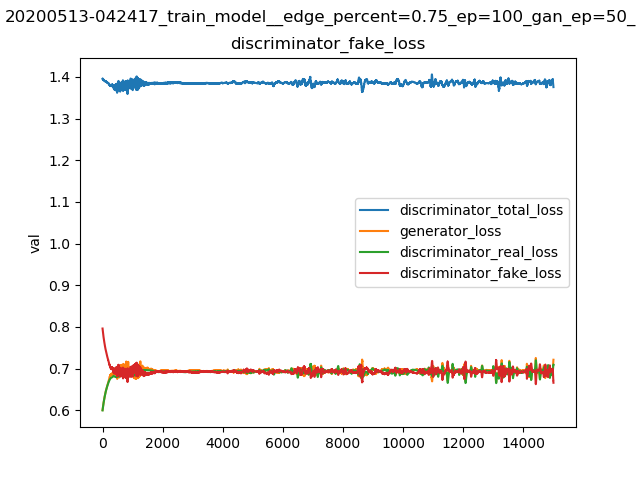 20200513-042417_train_model__edge_percent=0.75_ep=100_gan_ep=50_
discriminator_fake_loss
1.4
1.3
1.2
1.1
1.0
0.9
0.8
0.7
0.6
val
discriminator_total_loss
generator_loss
discriminator_real_loss
discriminator_fake_loss
0 2000 4000 6000 8000 10000 12000 14000